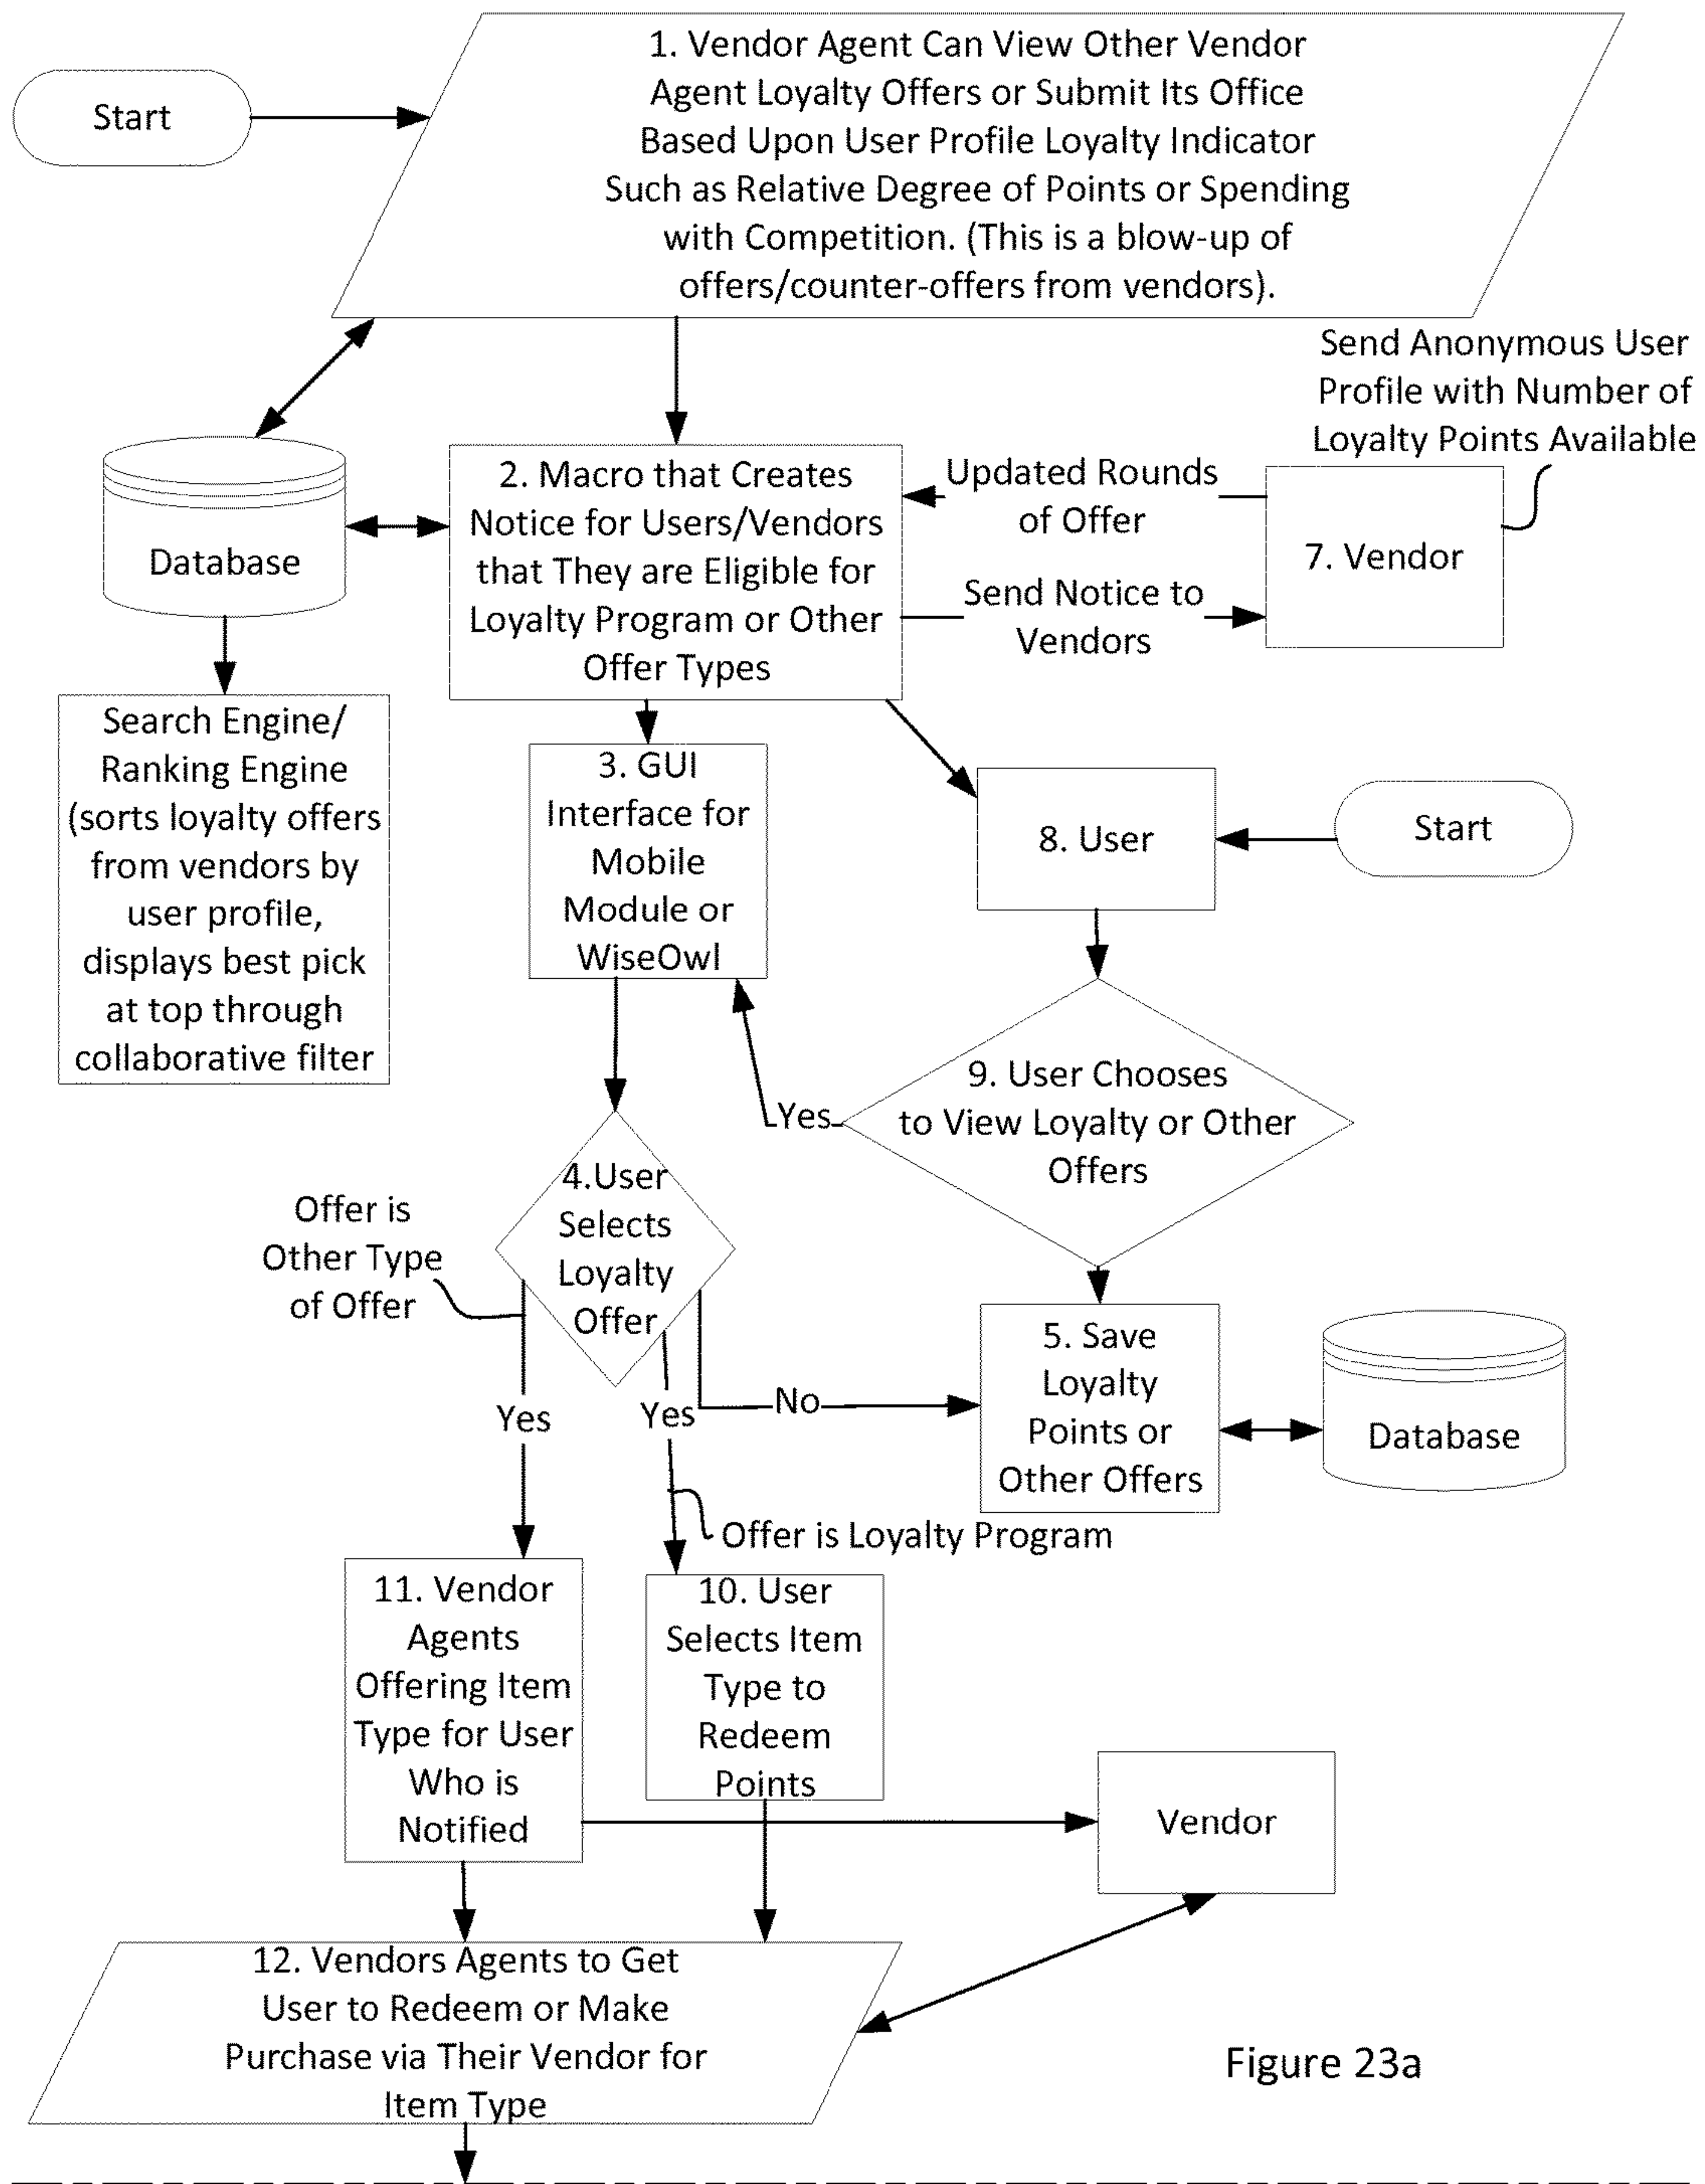 Start
1. Vendor Agent Can View Other Vendor
Agent Loyalty Offers or Submit Its Office
Based Upon User Profile Loyalty Indicator
Such as Relative Degree of Points or Spending
with Competition. (This is a blow-up of
offers/counter-offers from vendors).
Send Anonymous User
Profile with Number of
Loyalty Points Available
Database
2. Macro that Creates
Notice for Users/Vendors
that They are Eligible for
Loyalty Program or Other
Offer Types
Updated Rounds
of Offer
Send Notice to
Vendors
7. Vendor
Search Engine/
Ranking Engine
(sorts loyalty offers
from vendors by
user profile,
displays best pick
at top through
collaborative filter
3. GUI
Interface for
Mobile
Module or
WiseOwl
8. User
Start
9. User Chooses
to View Loyalty or Other
Offers
Yes
4.User
Selects
Loyalty
Offer
Offer is
Other Type
of Offer
Yes
Yes
No
5. Save
Loyalty
Points or
Other Offers
Database
Offer is Loyalty Program
11. Vendor
Agents
Offering Item
Type for User
Who is
Notified
10. User
Selects Item
Type to
Redeem
Points
Vendor
12. Vendors Agents to Get
User to Redeem or Make
Purchase via Their Vendor for
Item Type
Figure 23a